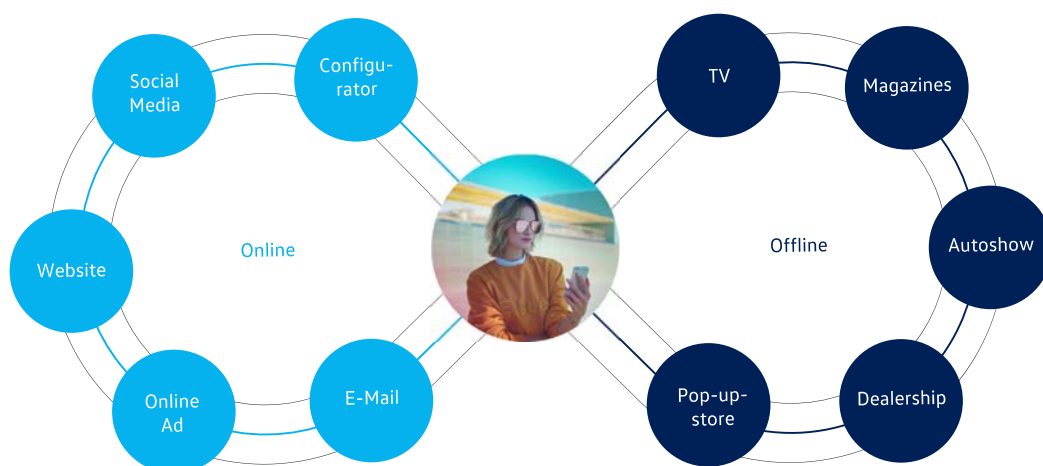 Social
Media
Configu-
rator
Website
Online
Online
Ad
E-Mail
TV
Magazines
Offline
Autoshow
Pop-up-
store
Dealership